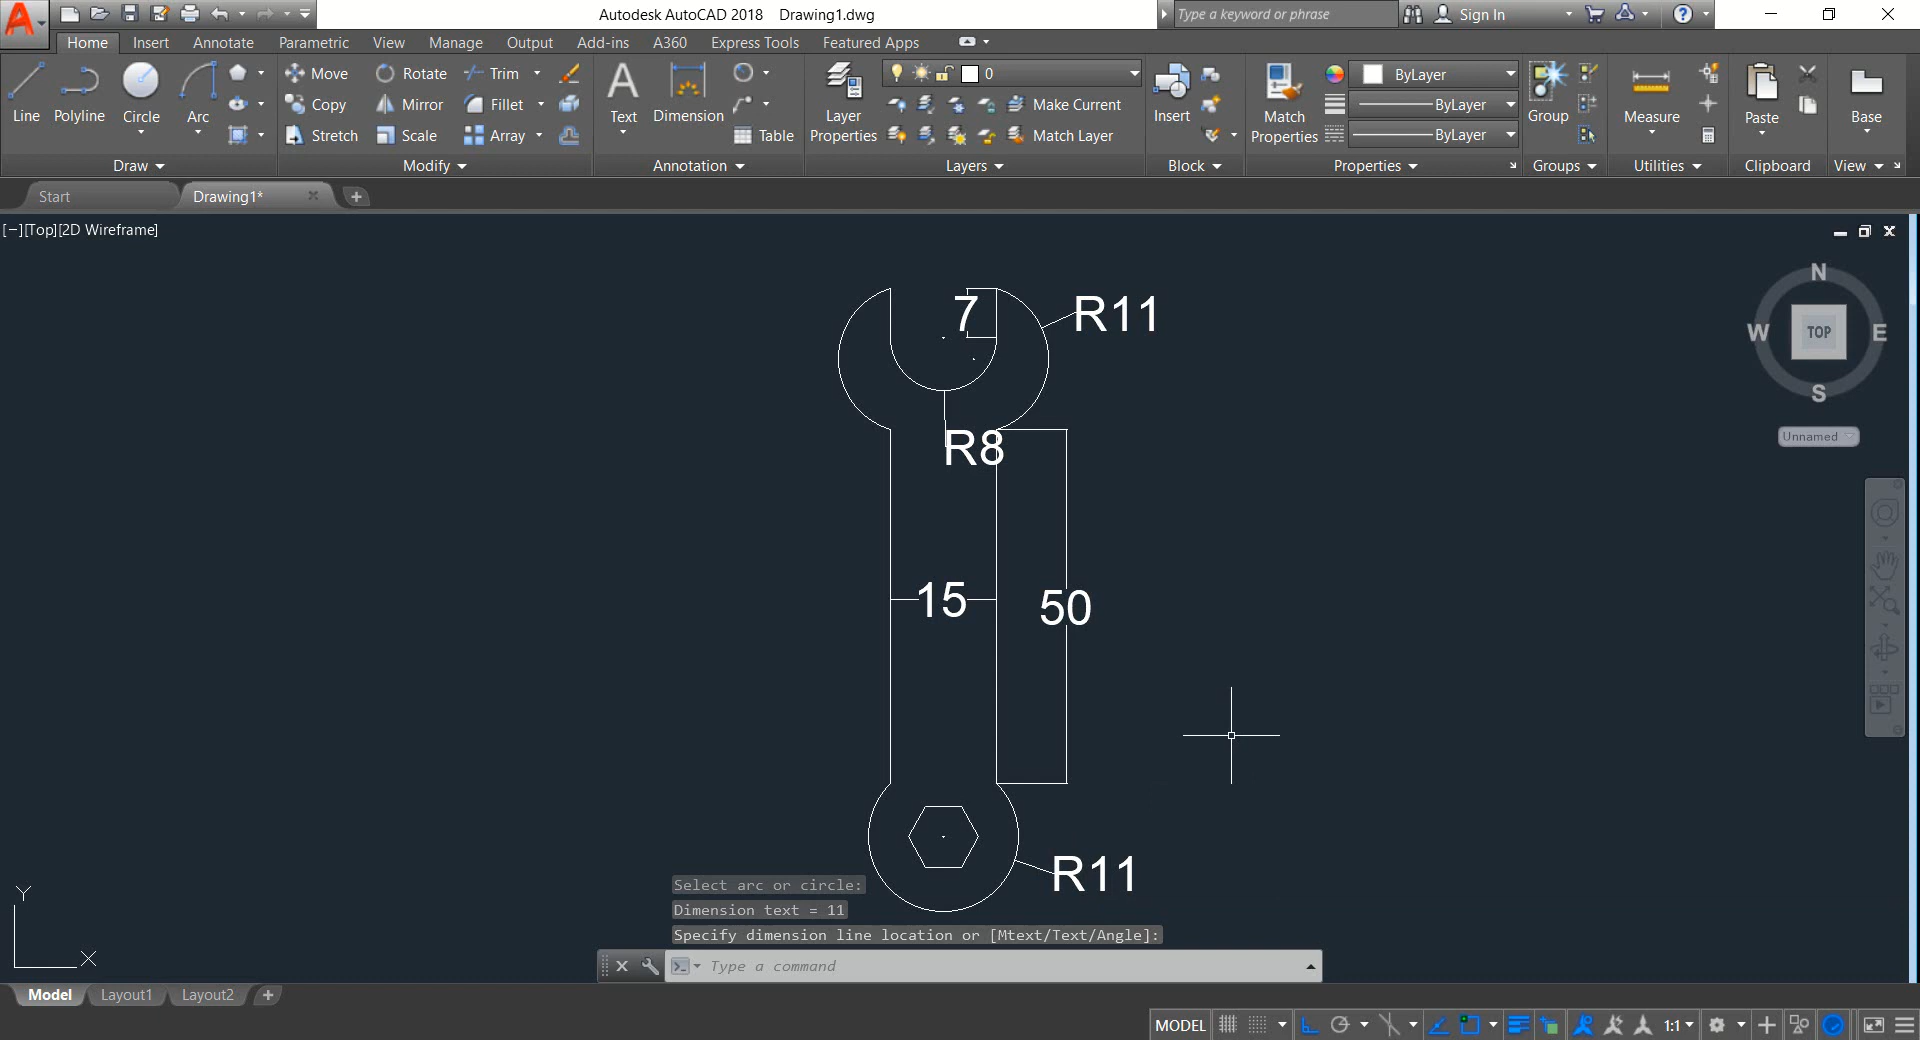 Autodesk AutoCAD 2018 Drawing1.dwg
Type a keyword or phrase
Sign In
Home Insert Annotate Parametric View Manage Output Add-ins A360 Express Tools Featured Apps
Line Polyline Circle Arc
Move Rotate Trim
Copy Mirror Fillet
Stretch Scale Array
Text Dimension Table
Layer Properties
0
Make Current
Match Layer
Insert
Match Properties
ByLayer
ByLayer
ByLayer
Group
Measure
Paste
Base
Draw Modify Annotation Layers Block Properties Groups Utilities Clipboard View
Start Drawing1*
[−][Top][2D Wireframe]
N
W TOP E
S
Unnamed
7
R11
R8
15
50
R11
Y
X
Select arc or circle:
Dimension text = 11
Specify dimension line location or [Mtext/Text/Angle]:
Type a command
Model Layout1 Layout2
MODEL 1:1